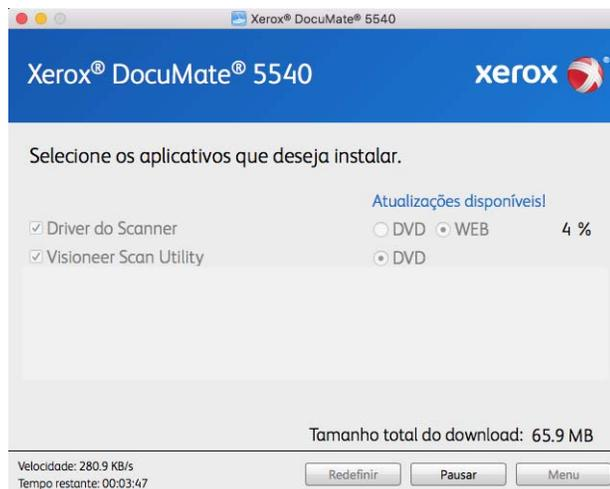 Xerox® DocuMate® 5540
Xerox® DocuMate® 5540
xerox®
Selecione os aplicativos que deseja instalar.
Atualizações disponíveis!
Driver do Scanner DVD WEB 4 %
Visioneer Scan Utility DVD
Tamanho total do download: 65.9 MB
Velocidade: 280.9 KB/s
Tempo restante: 00:03:47
Redefinir Pausar Menu